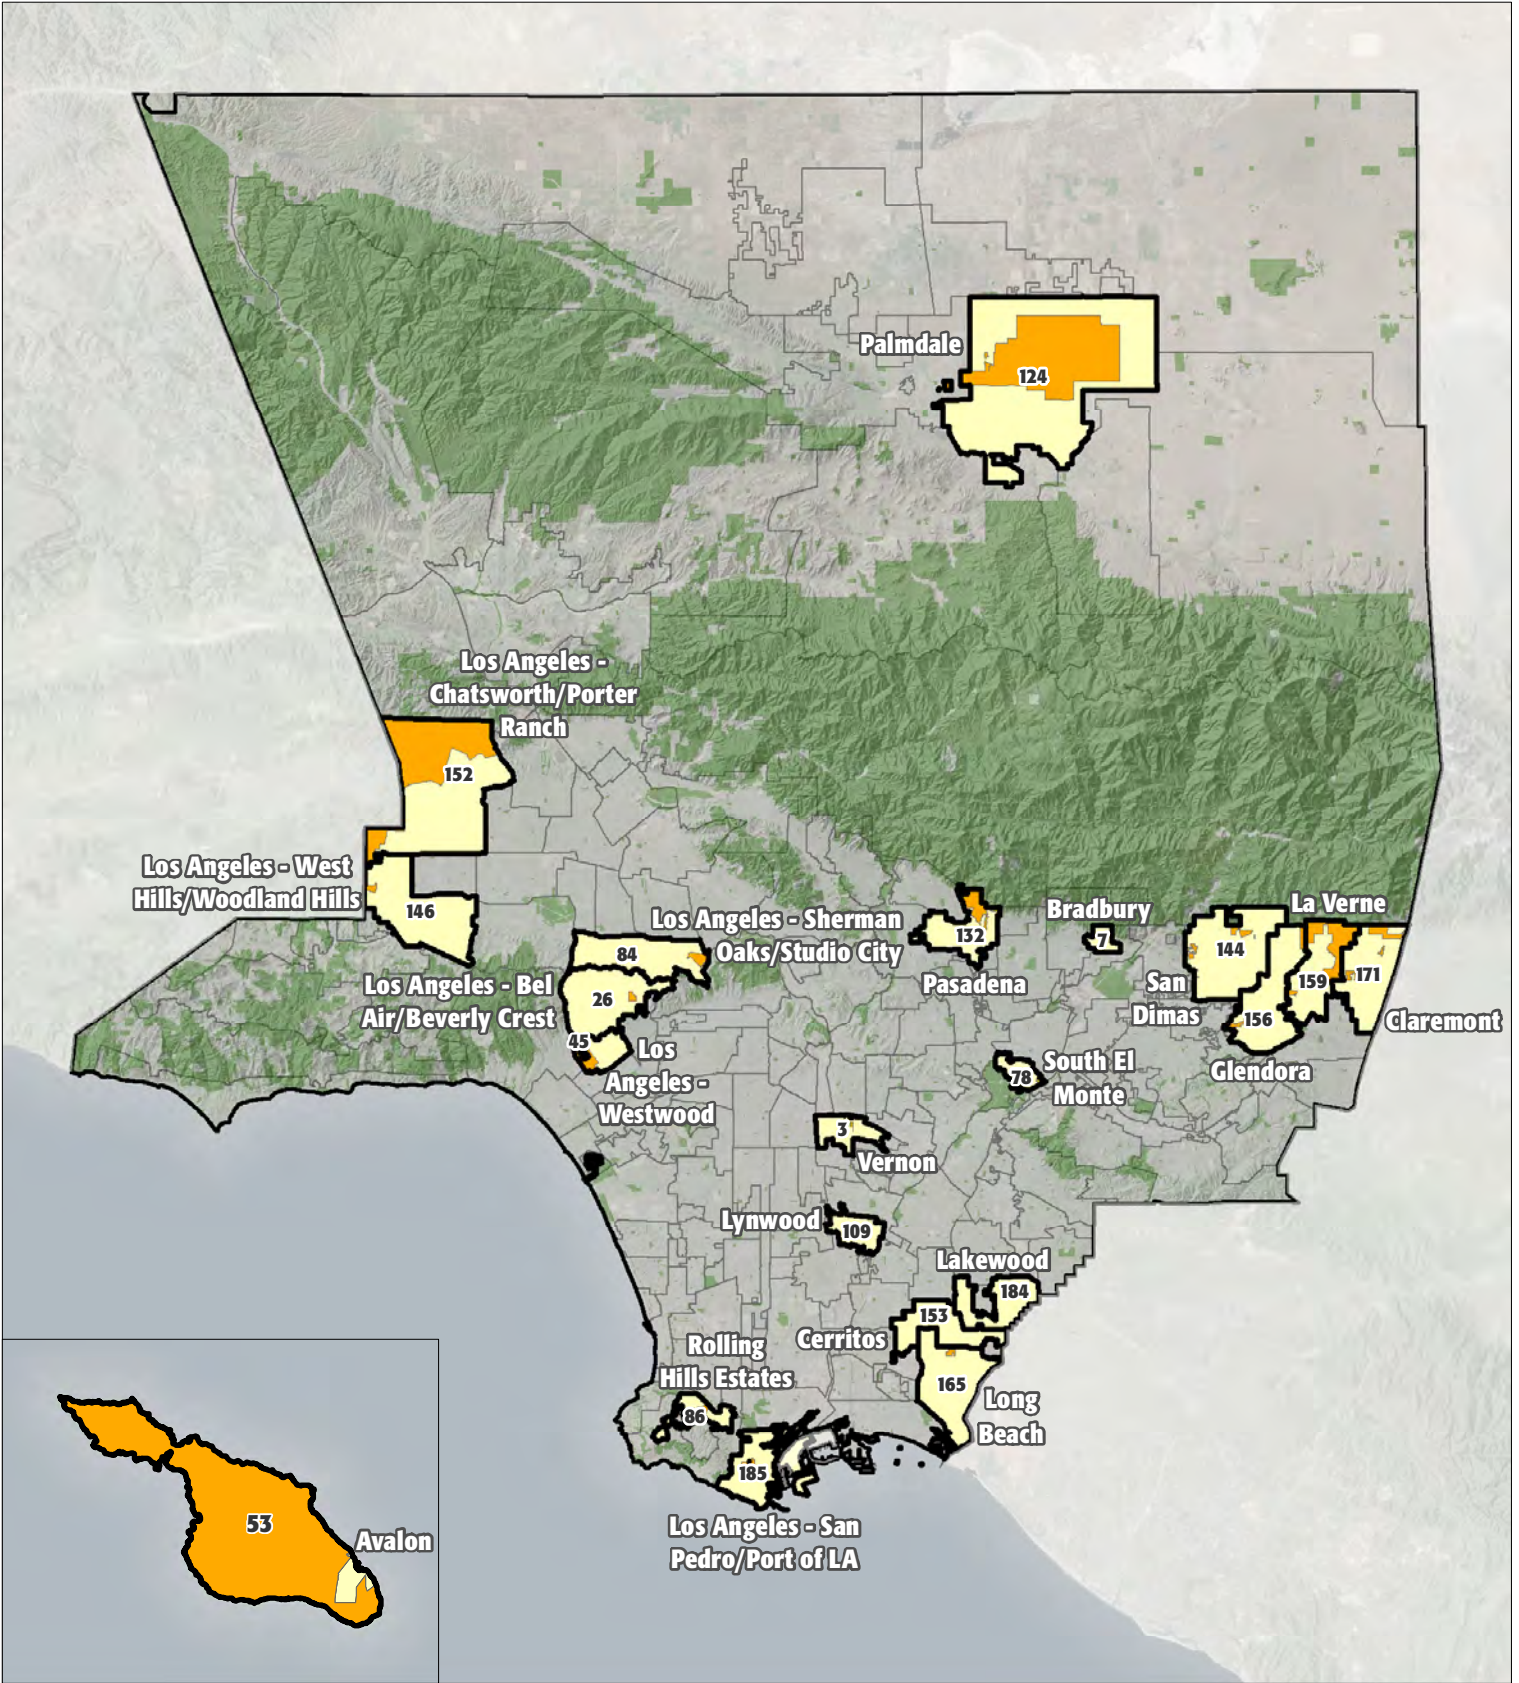 Palmdale
124
Los Angeles -
Chatsworth/Porter
Ranch
152
Los Angeles - West
Hills/Woodland Hills
146
Los Angeles - Sherman
Oaks/Studio City
84
Los Angeles - Bel
Air/Beverly Crest
26
45
Los
Angeles -
Westwood
132
Pasadena
Bradbury
7
La Verne
144
San
Dimas
159
171
156
Claremont
Glendora
78
South El
Monte
3
Vernon
Lynwood
109
Lakewood
184
153
Cerritos
Rolling
Hills Estates
86
165
Long
Beach
185
Los Angeles - San
Pedro/Port of LA
53
Avalon